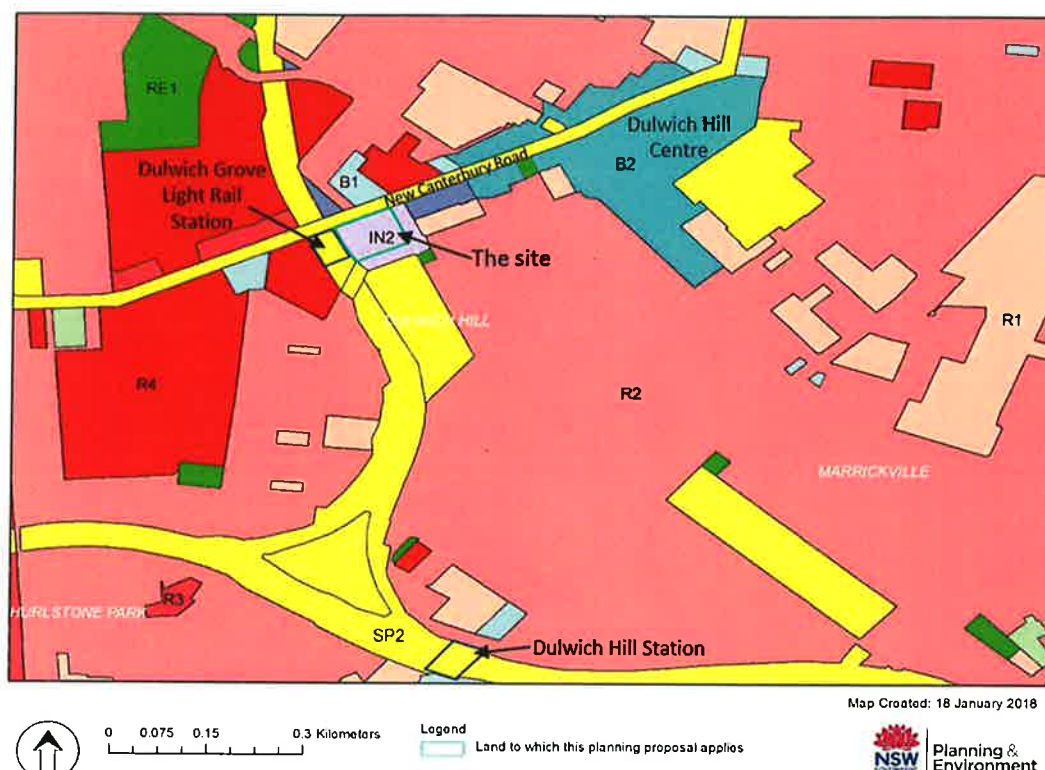 RE1
Dulwich Hill
Centre
B2
New Canterbury Road
Dulwich Grove
Light Rail
Station
B1
IN2
The site
R1
HILL
R4
R2
MARRICKVILLE
R3
HURLSTONE PARK
SP2
Dulwich Hill Station
Map Created: 18 January 2018
0 0.075 0.15 0.3 Kilometers
Legend
Land to which this planning proposal applies
NSW
Planning &
Environment